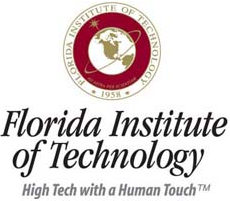 FLORIDA INSTITUTE OF TECHNOLOGY
• 1958 •
Florida Institute
of Technology
High Tech with a Human Touch™